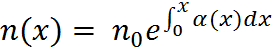 n(x) = n₀e^{∫₀ˣ α(x)dx}